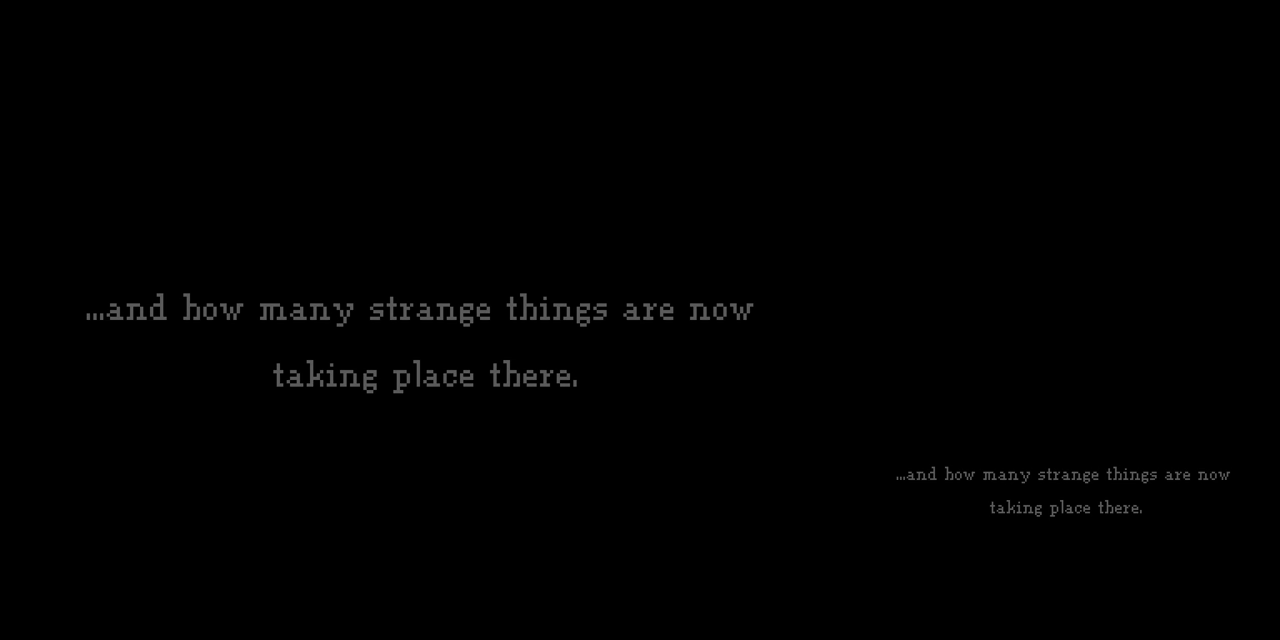 ...and how many strange things are now
taking place there.
...and how many strange things are now
taking place there.